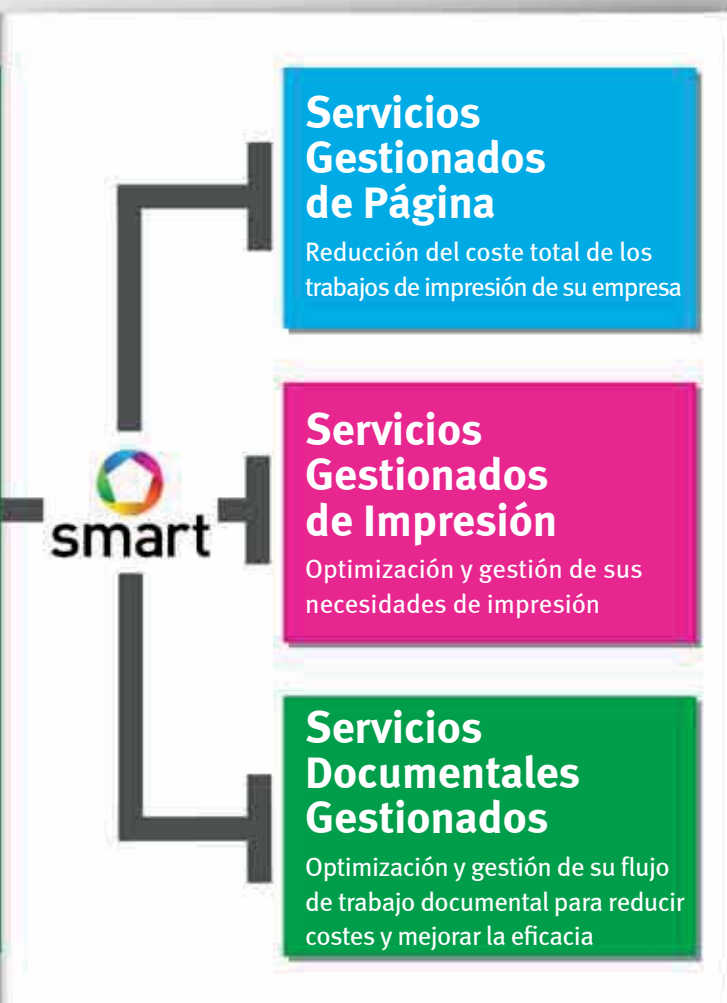 Servicios
Gestionados
de Página
Reducción del coste total de los
trabajos de impresión de su empresa
smart
Servicios
Gestionados
de Impresión
Optimización y gestión de sus
necesidades de impresión
Servicios
Documentales
Gestionados
Optimización y gestión de su flujo
de trabajo documental para reducir
costes y mejorar la eficacia